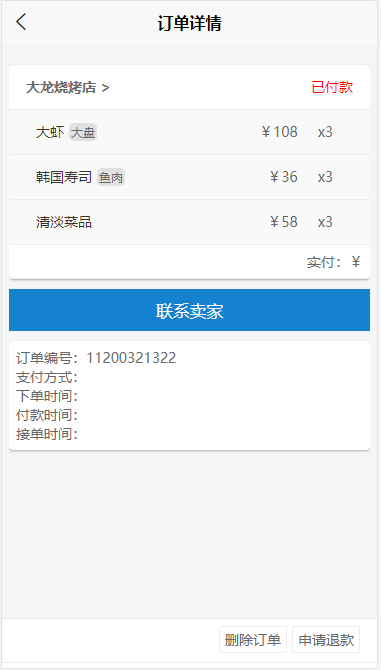 订单详情
大龙烧烤店 > 已付款
大虾 大盘 ￥108 x3
韩国寿司 鱼肉 ￥36 x3
清淡菜品 ￥58 x3
实付：￥
联系卖家
订单编号：11200321322
支付方式：
下单时间：
付款时间：
接单时间：
删除订单 申请退款